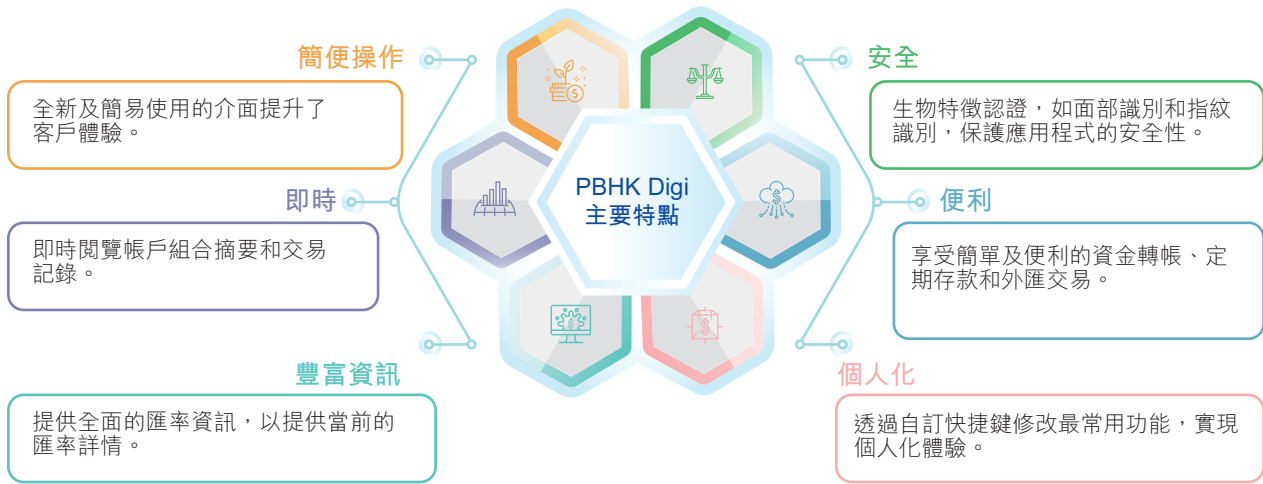 簡便操作
全新及簡易使用的介面提升了
客戶體驗。
即時
即時閱覽帳戶組合摘要和交易
記錄。
豐富資訊
提供全面的匯率資訊，以提供當前的
匯率詳情。
PBHK Digi
主要特點
安全
生物特徵認證，如面部識別和指紋
識別，保護應用程式的安全性。
便利
享受簡單及便利的資金轉帳、定
期存款和外匯交易。
個人化
透過自訂快捷鍵修改最常用功能，實現
個人化體驗。